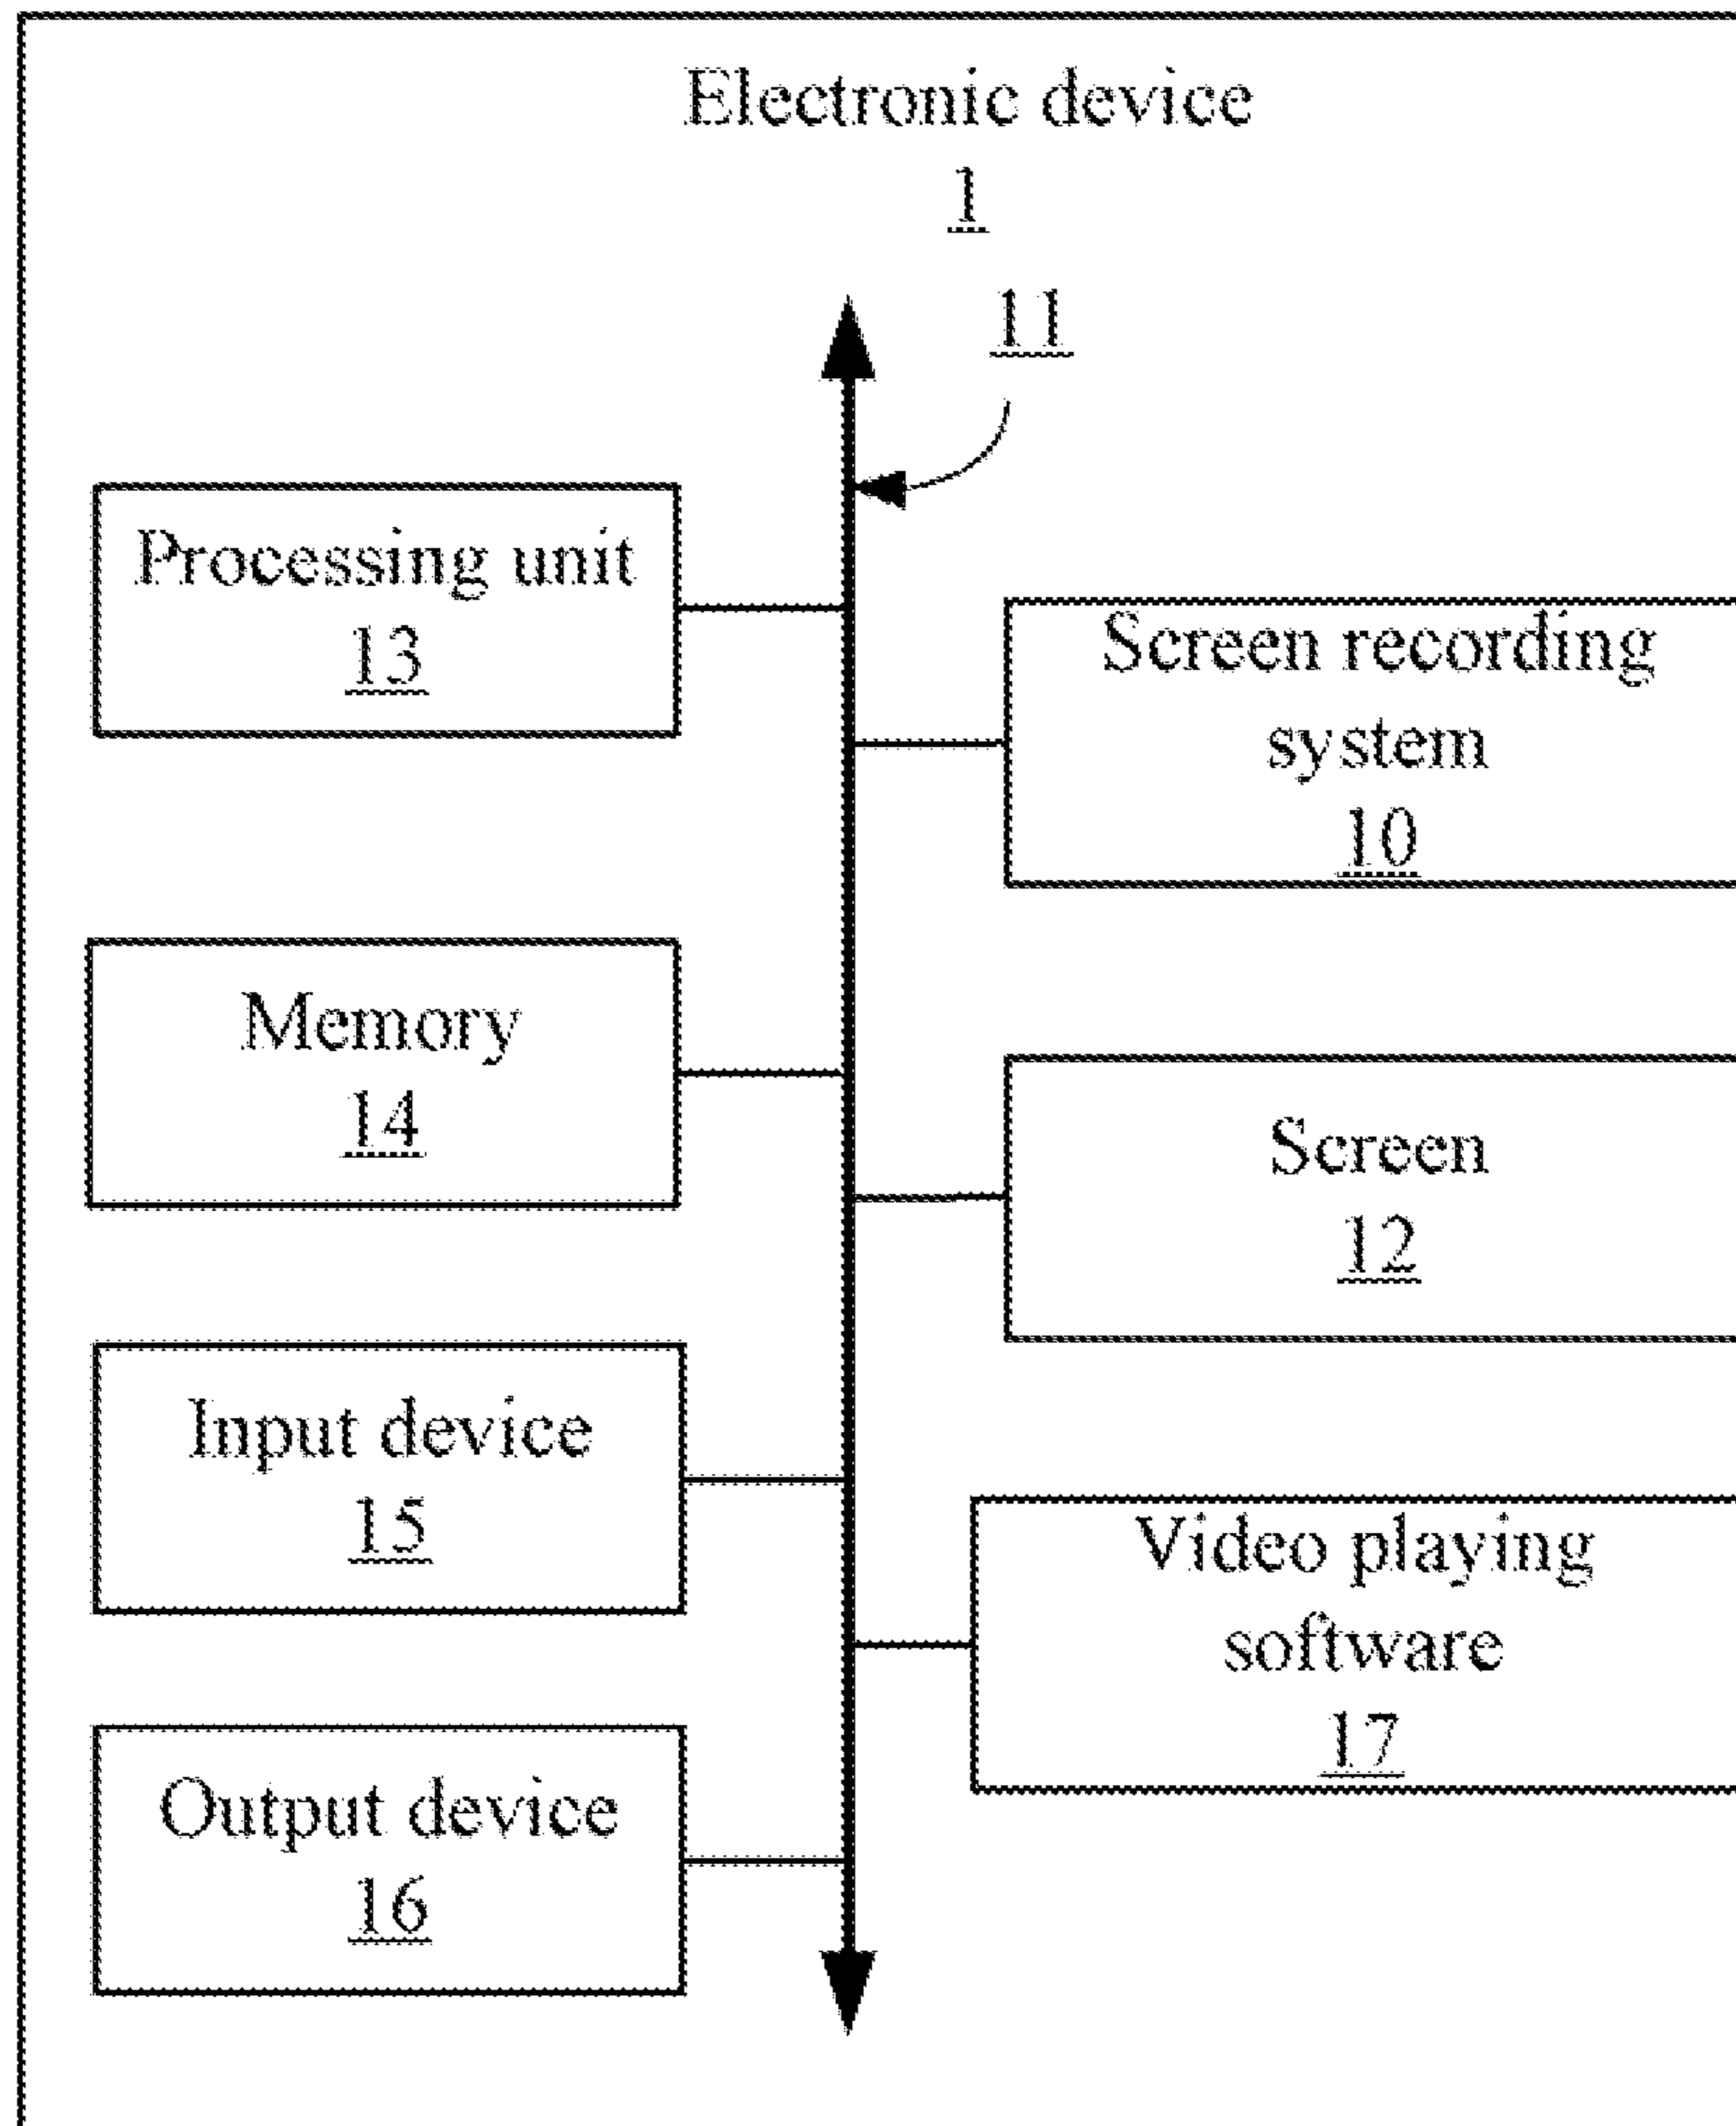 Electronic device
1
11
Processing unit
13
Screen recording
system
10
Memory
14
Screen
12
Input device
15
Video playing
software
17
Output device
16